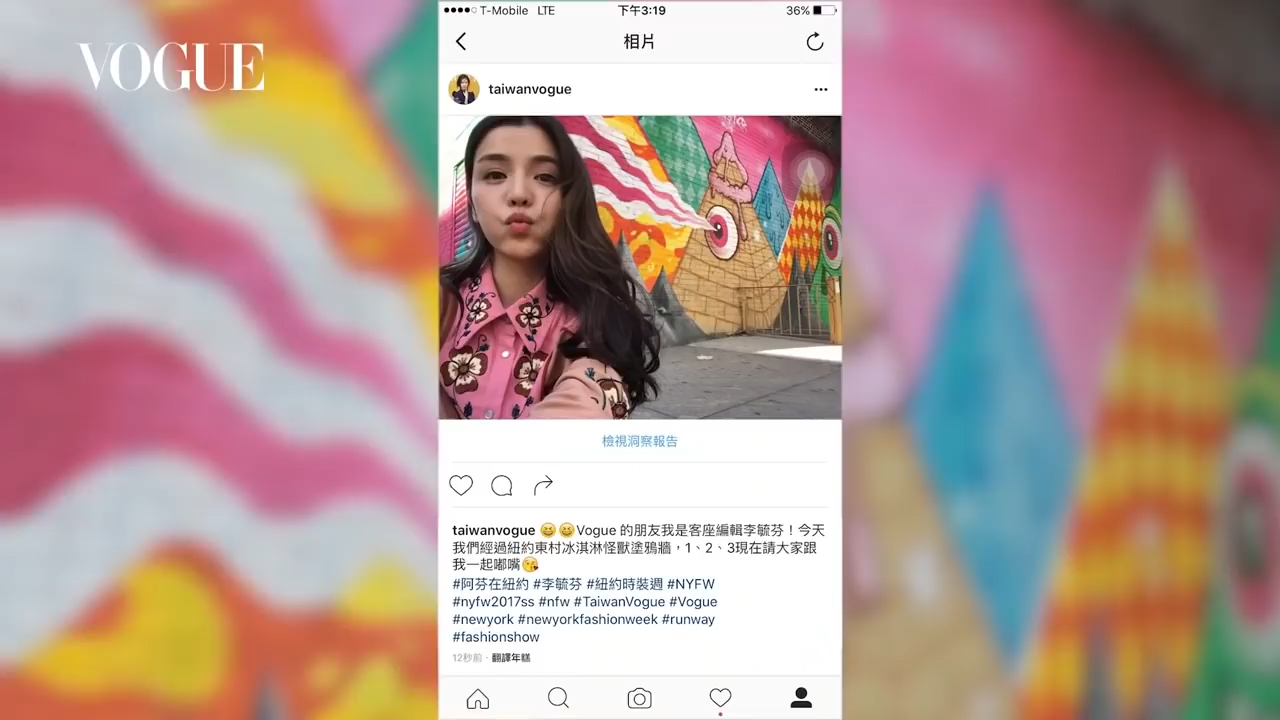 VOGUE
T-Mobile LTE 下午3:19 36%
相片
taiwanvogue
檢視洞察報告
taiwanvogue 😆😆Vogue 的朋友我是客座編輯李毓芬！今天
我們經過紐約東村冰淇淋怪獸塗鴉牆，1、2、3現在請大家跟
我一起嘟嘴😘
#阿芬在紐約 #李毓芬 #紐約時裝週 #NYFW
#nyfw2017ss #nfw #TaiwanVogue #Vogue
#newyork #newyorkfashionweek #runway
#fashionshow
12秒前 · 翻譯年糕